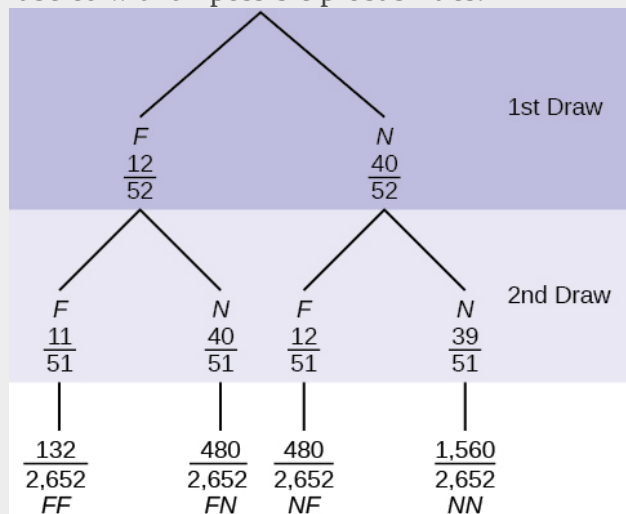 1st Draw
F N
12/52 40/52
F N F N
2nd Draw
11/51 40/51 12/51 39/51
132/2,652 480/2,652 480/2,652 1,560/2,652
FF FN NF NN